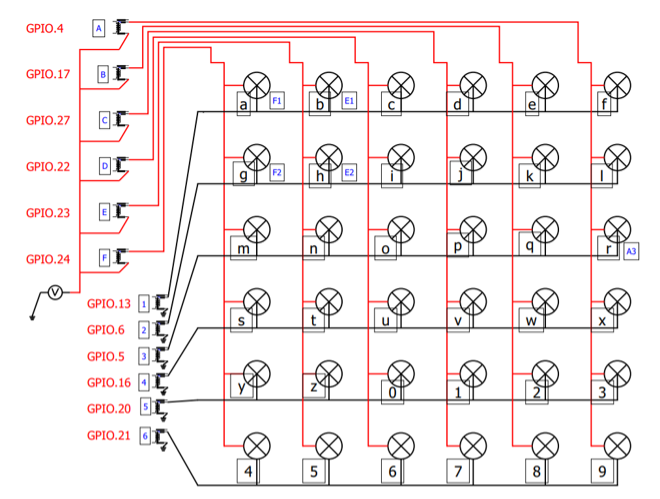 GPIO.4 A
GPIO.17 B
GPIO.27 C
GPIO.22 D
GPIO.23 E
GPIO.24 F
V
GPIO.13 1
GPIO.6 2
GPIO.5 3
GPIO.16 4
GPIO.20 5
GPIO.21 6
a F1 b E1 c d e f
g F2 h E2 i j k l
m n o p q r A3
s t u v w x
y z 0 1 2 3
4 5 6 7 8 9